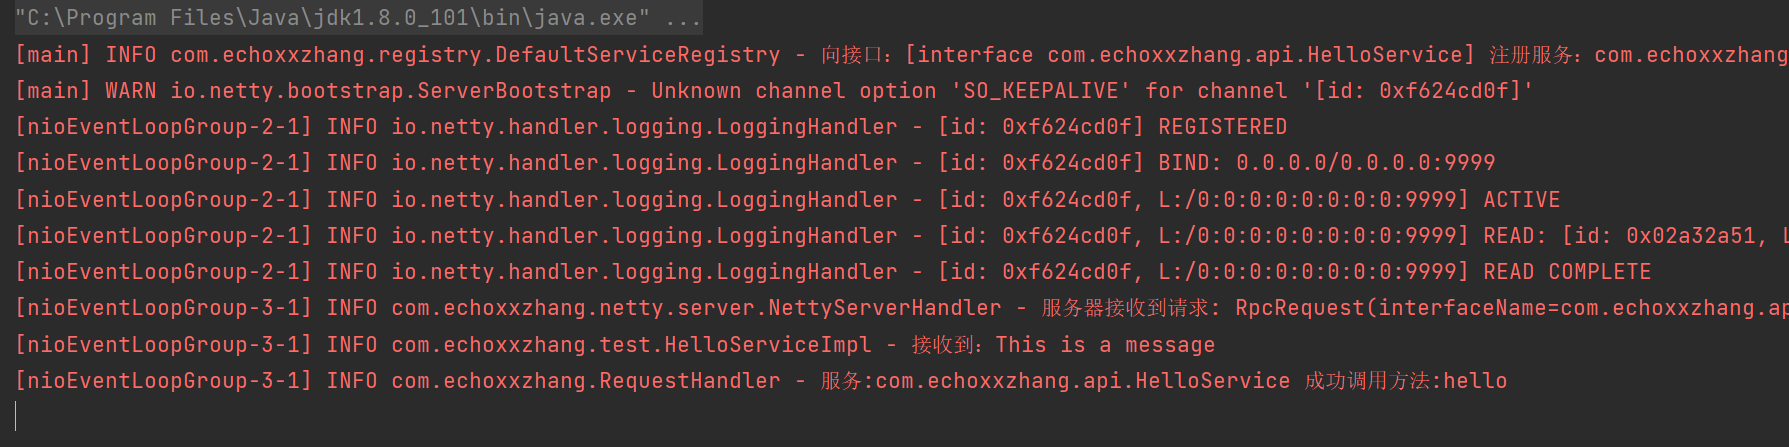 "C:\Program Files\Java\jdk1.8.0_101\bin\java.exe" ...
[main] INFO com.echoxxzhang.registry.DefaultServiceRegistry - 向接口：[interface com.echoxxzhang.api.HelloService] 注册服务：com.echoxxzhang
[main] WARN io.netty.bootstrap.ServerBootstrap - Unknown channel option 'SO_KEEPALIVE' for channel '[id: 0xf624cd0f]'
[nioEventLoopGroup-2-1] INFO io.netty.handler.logging.LoggingHandler - [id: 0xf624cd0f] REGISTERED
[nioEventLoopGroup-2-1] INFO io.netty.handler.logging.LoggingHandler - [id: 0xf624cd0f] BIND: 0.0.0.0/0.0.0.0:9999
[nioEventLoopGroup-2-1] INFO io.netty.handler.logging.LoggingHandler - [id: 0xf624cd0f, L:/0:0:0:0:0:0:0:0:9999] ACTIVE
[nioEventLoopGroup-2-1] INFO io.netty.handler.logging.LoggingHandler - [id: 0xf624cd0f, L:/0:0:0:0:0:0:0:0:9999] READ: [id: 0x02a32a51, L
[nioEventLoopGroup-2-1] INFO io.netty.handler.logging.LoggingHandler - [id: 0xf624cd0f, L:/0:0:0:0:0:0:0:0:9999] READ COMPLETE
[nioEventLoopGroup-3-1] INFO com.echoxxzhang.netty.server.NettyServerHandler - 服务器接收到请求: RpcRequest(interfaceName=com.echoxxzhang.ap
[nioEventLoopGroup-3-1] INFO com.echoxxzhang.test.HelloServiceImpl - 接收到：This is a message
[nioEventLoopGroup-3-1] INFO com.echoxxzhang.RequestHandler - 服务:com.echoxxzhang.api.HelloService 成功调用方法:hello